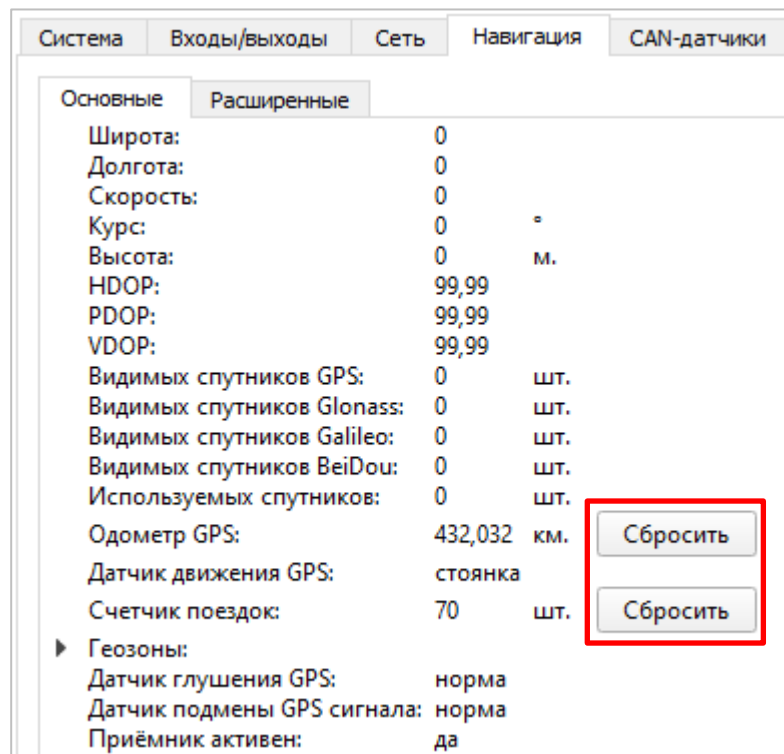 Система Входы/выходы Сеть Навигация CAN-датчики
Основные Расширенные
Широта: 0
Долгота: 0
Скорость: 0
Курс: 0 °
Высота: 0 м.
HDOP: 99,99
PDOP: 99,99
VDOP: 99,99
Видимых спутников GPS: 0 шт.
Видимых спутников Glonass: 0 шт.
Видимых спутников Galileo: 0 шт.
Видимых спутников BeiDou: 0 шт.
Используемых спутников: 0 шт.
Одометр GPS: 432,032 км. Сбросить
Датчик движения GPS: стоянка
Счетчик поездок: 70 шт. Сбросить
Геозоны:
Датчик глушения GPS: норма
Датчик подмены GPS сигнала: норма
Приёмник активен: да